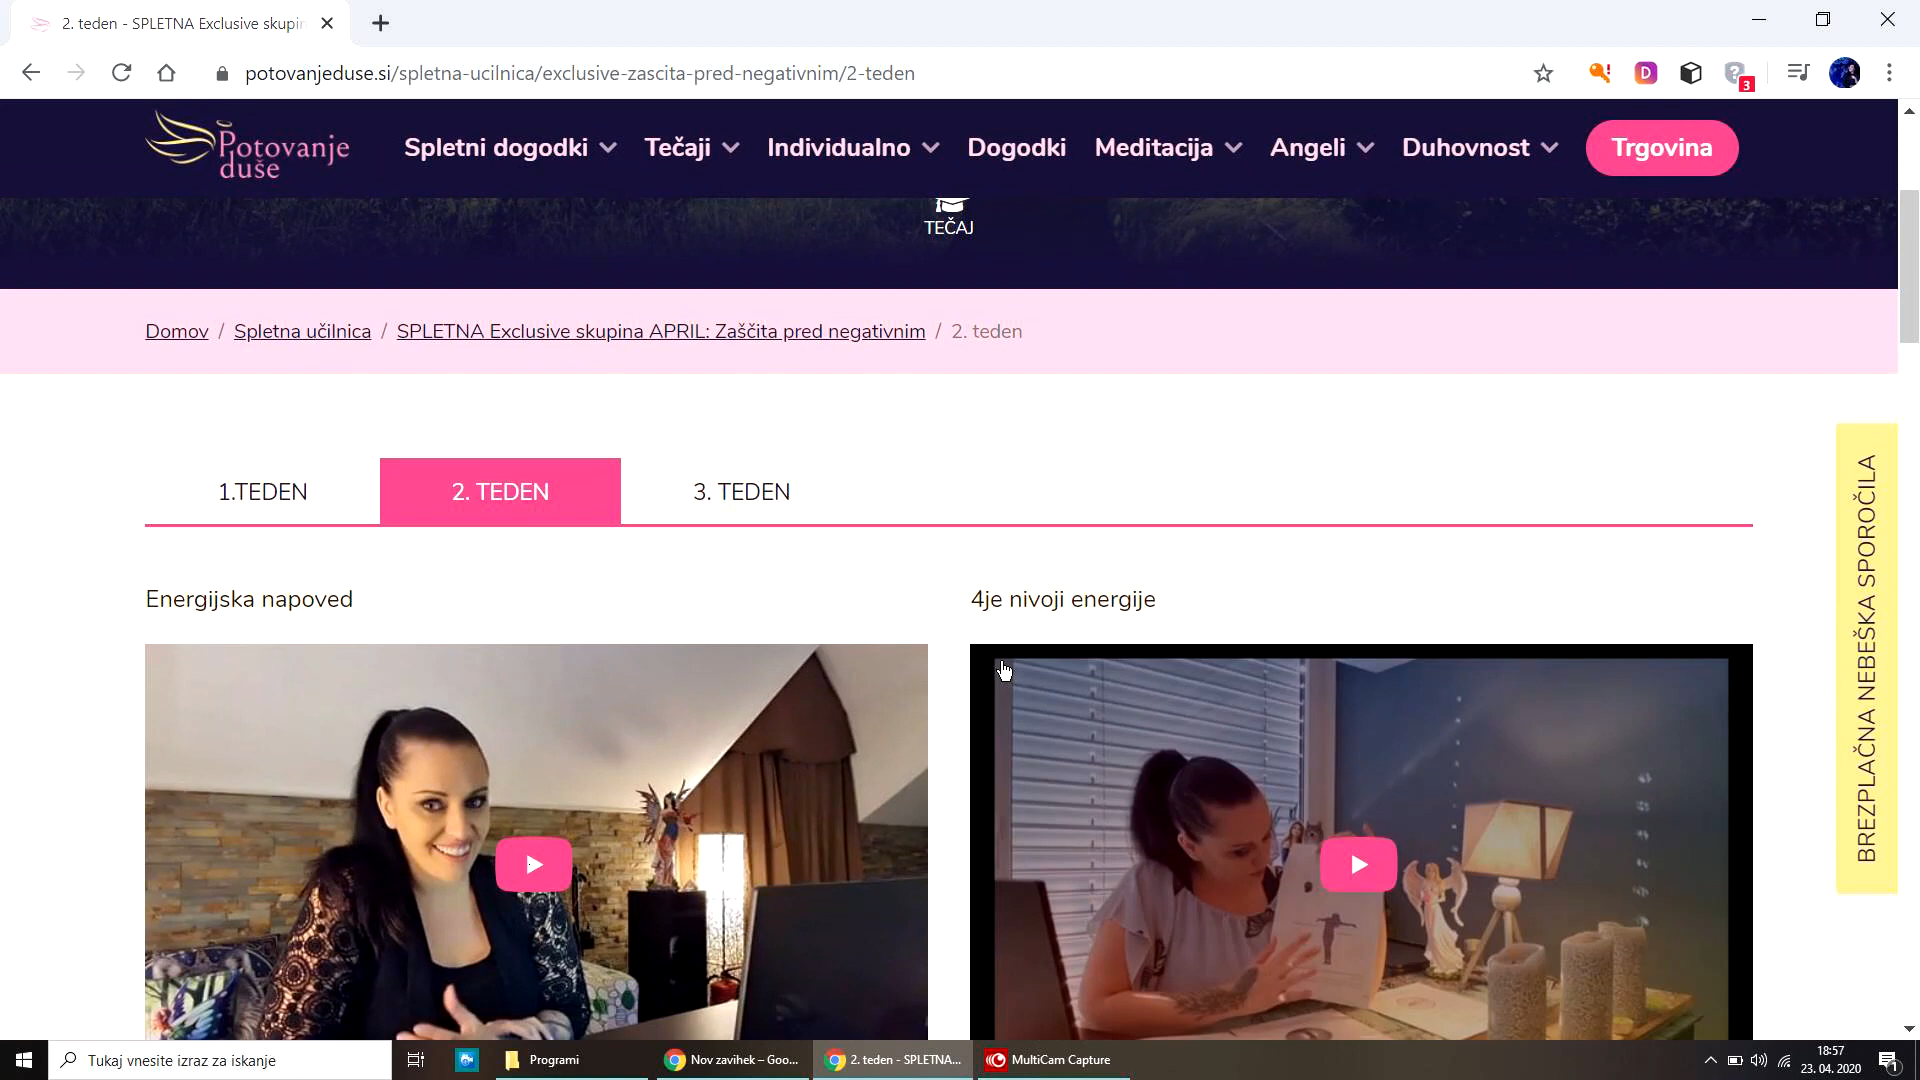 2. teden - SPLETNA Exclusive skupin
potovanjeduse.si/spletna-ucilnica/exclusive-zascita-pred-negativnim/2-teden
D
3
Potovanje duše
Spletni dogodki
Tečaji
Individualno
Dogodki
Meditacija
Angeli
Duhovnost
Trgovina
TEČAJ
Domov / Spletna učilnica / SPLETNA Exclusive skupina APRIL: Zaščita pred negativnim / 2. teden
1.TEDEN
2. TEDEN
3. TEDEN
BREZPLAČNA NEBEŠKA SPOROČILA
Energijska napoved
4je nivoji energije
Tukaj vnesite izraz za iskanje
Programi
Nov zavihek – Goo...
2. teden - SPLETNA...
MultiCam Capture
18:57
23. 04. 2020
1